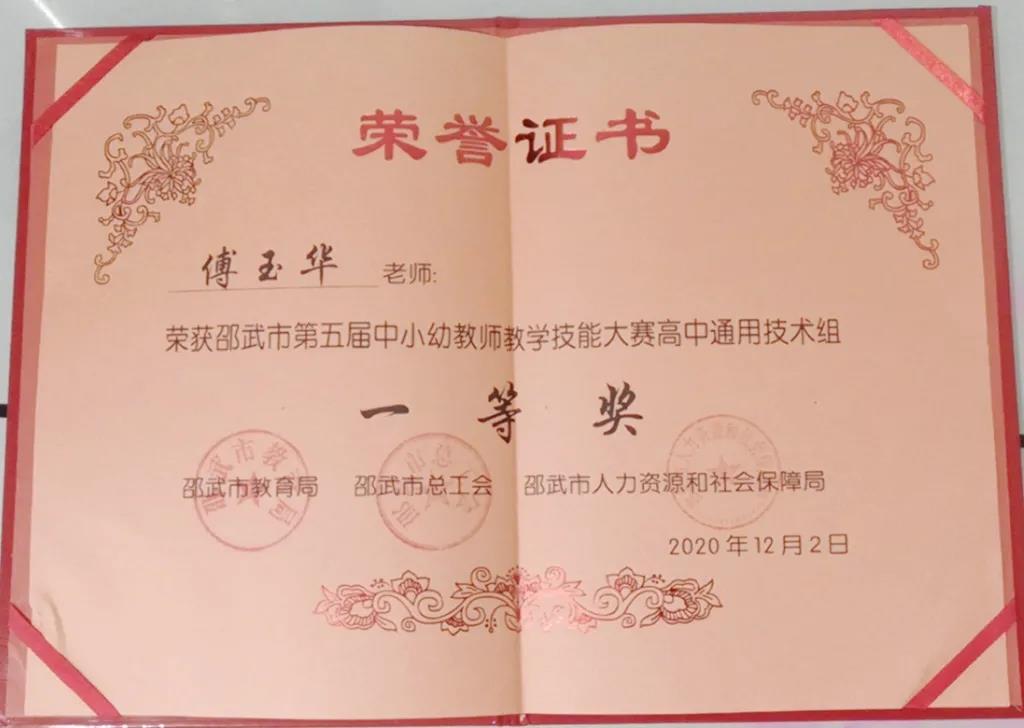 荣誉证书
傅玉华 老师:
荣获邵武市第五届中小幼教师教学技能大赛高中通用技术组
一等奖
邵武市教育局 邵武市总工会 邵武市人力资源和社会保障局
2020年12月2日